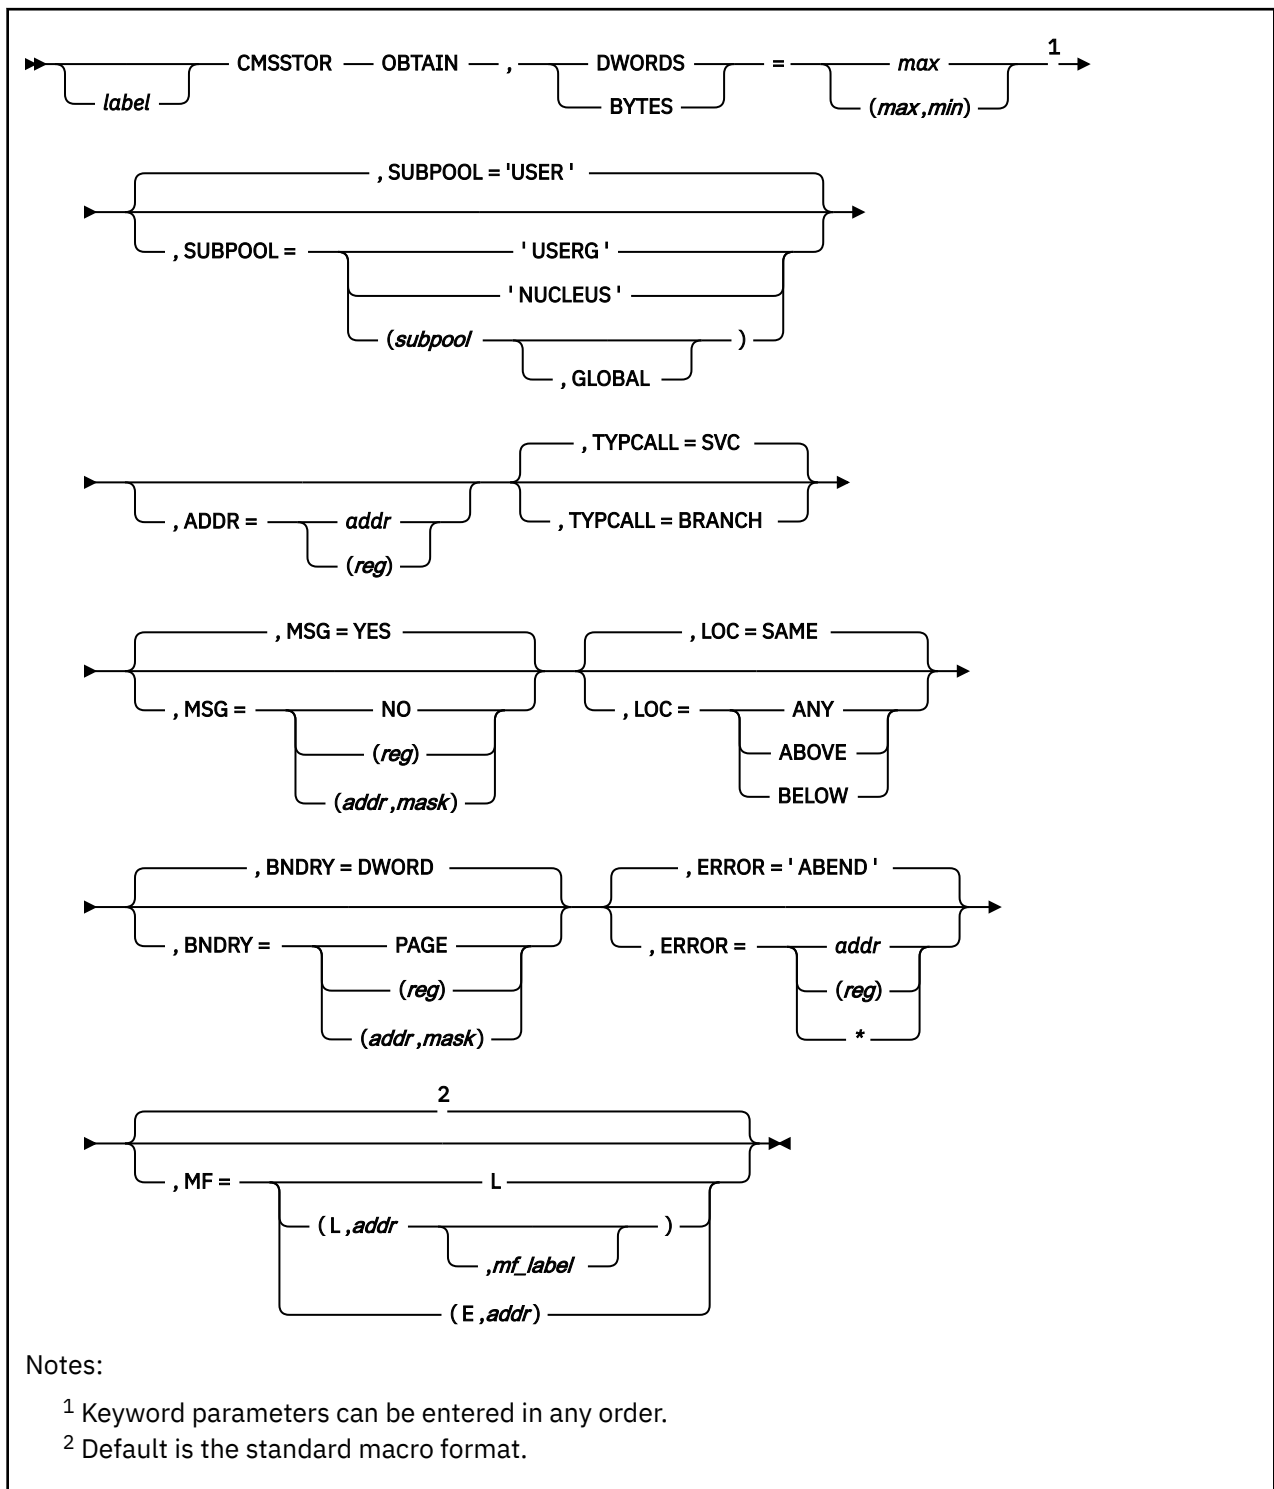 1
CMSSTOR OBTAIN , DWORDS = max
label BYTES (max,min)
, SUBPOOL = 'USER '
, SUBPOOL = ' USERG '
' NUCLEUS '
(subpool )
, GLOBAL
, TYPCALL = SVC
, ADDR = addr , TYPCALL = BRANCH
(reg)
, MSG = YES , LOC = SAME
, MSG = NO , LOC = ANY
(reg) ABOVE
(addr,mask) BELOW
, BNDRY = DWORD , ERROR = ' ABEND '
, BNDRY = PAGE , ERROR = addr
(reg) (reg)
(addr,mask) *
2
, MF = L
( L ,addr )
,mf_label
( E ,addr)
Notes:
1 Keyword parameters can be entered in any order.
2 Default is the standard macro format.